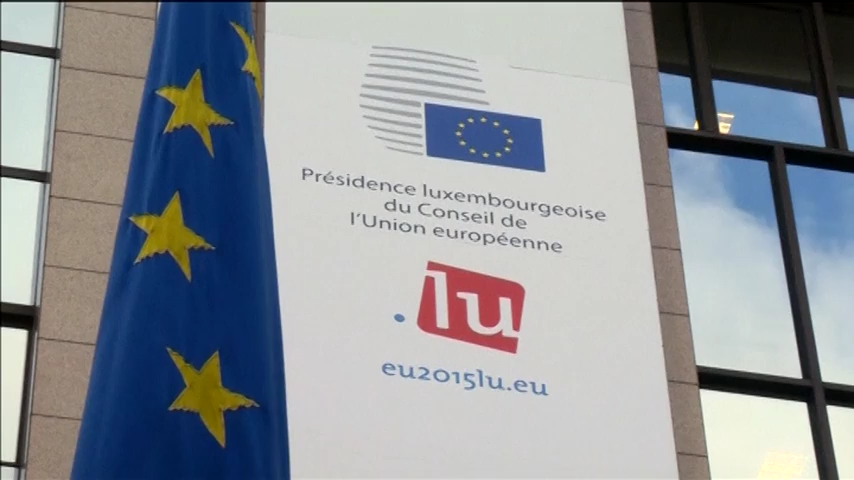 Présidence luxembourgeoise
du Conseil de
l'Union européenne
.lu
eu2015lu.eu